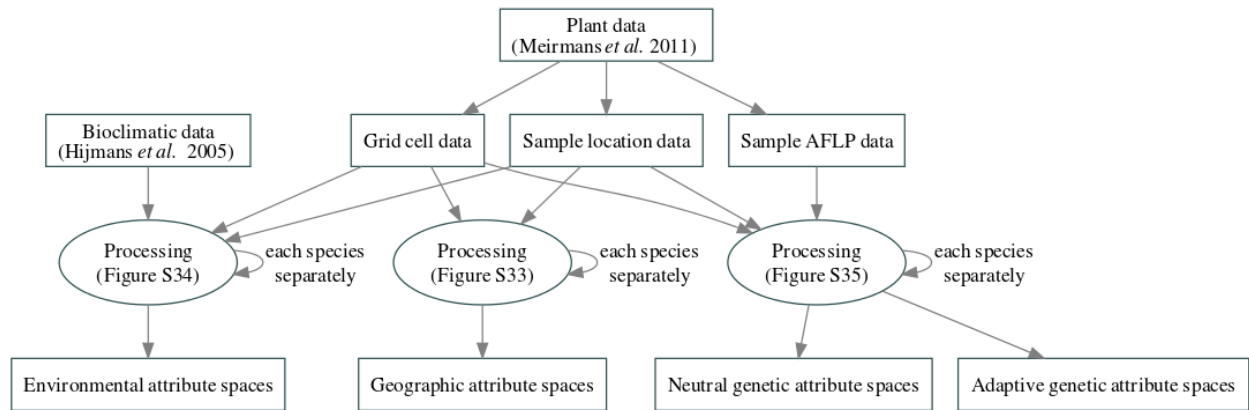 Plant data
(Meirmans et al. 2011)
Bioclimatic data
(Hijmans et al. 2005)
Grid cell data
Sample location data
Sample AFLP data
Processing
(Figure S34)
each species
separately
Processing
(Figure S33)
each species
separately
Processing
(Figure S35)
each species
separately
Environmental attribute spaces
Geographic attribute spaces
Neutral genetic attribute spaces
Adaptive genetic attribute spaces